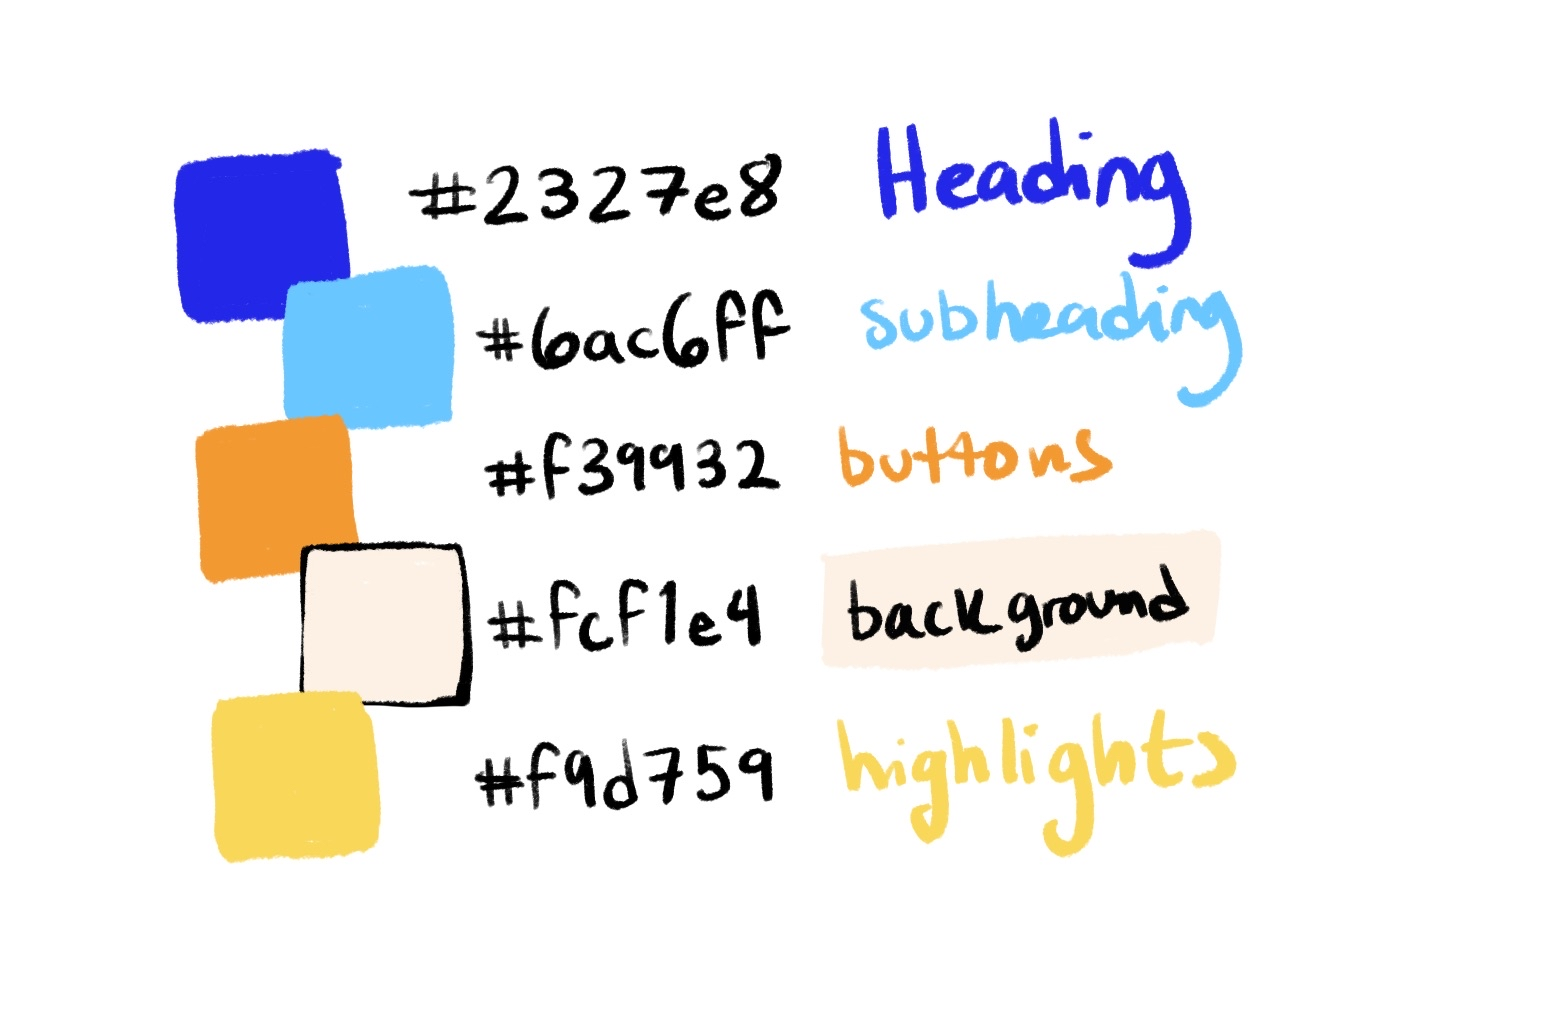 #2327e8 Heading
#6ac6ff subheading
#f39932 buttons
#fcf1e4 background
#f9d759 highlights